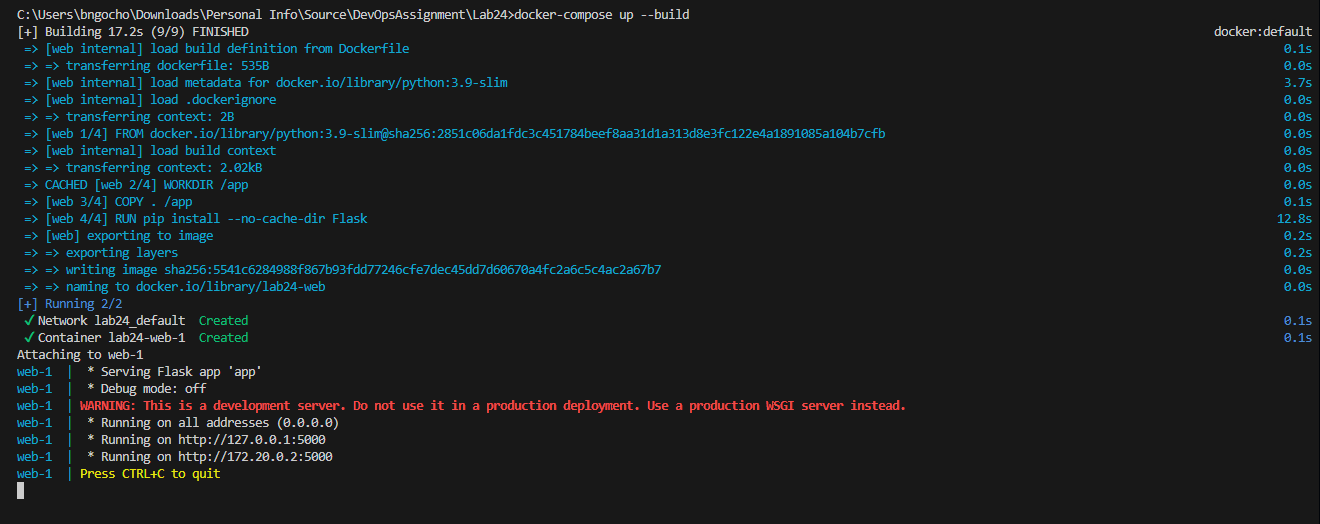 C:\Users\bngocho\Downloads\Personal Info\Source\DevOpsAssignment\Lab24>docker-compose up --build
[+] Building 17.2s (9/9) FINISHED docker:default
=> [web internal] load build definition from Dockerfile 0.1s
=> => transferring dockerfile: 535B 0.0s
=> [web internal] load metadata for docker.io/library/python:3.9-slim 3.7s
=> [web internal] load .dockerignore 0.0s
=> => transferring context: 2B 0.0s
=> [web 1/4] FROM docker.io/library/python:3.9-slim@sha256:2851c06da1fdc3c451784beef8aa31d1a313d8e3fc122e4a1891085a104b7cfb 0.0s
=> [web internal] load build context 0.0s
=> => transferring context: 2.02kB 0.0s
=> CACHED [web 2/4] WORKDIR /app 0.0s
=> [web 3/4] COPY . /app 0.1s
=> [web 4/4] RUN pip install --no-cache-dir Flask 12.8s
=> [web] exporting to image 0.2s
=> => exporting layers 0.2s
=> => writing image sha256:5541c6284988f867b93fdd77246cfe7dec45dd7d60670a4fc2a6c5c4ac2a67b7 0.0s
=> => naming to docker.io/library/lab24-web 0.0s
[+] Running 2/2
✔ Network lab24_default Created 0.1s
✔ Container lab24-web-1 Created 0.1s
Attaching to web-1
web-1 | * Serving Flask app 'app'
web-1 | * Debug mode: off
web-1 | WARNING: This is a development server. Do not use it in a production deployment. Use a production WSGI server instead.
web-1 | * Running on all addresses (0.0.0.0)
web-1 | * Running on http://127.0.0.1:5000
web-1 | * Running on http://172.20.0.2:5000
web-1 | Press CTRL+C to quit